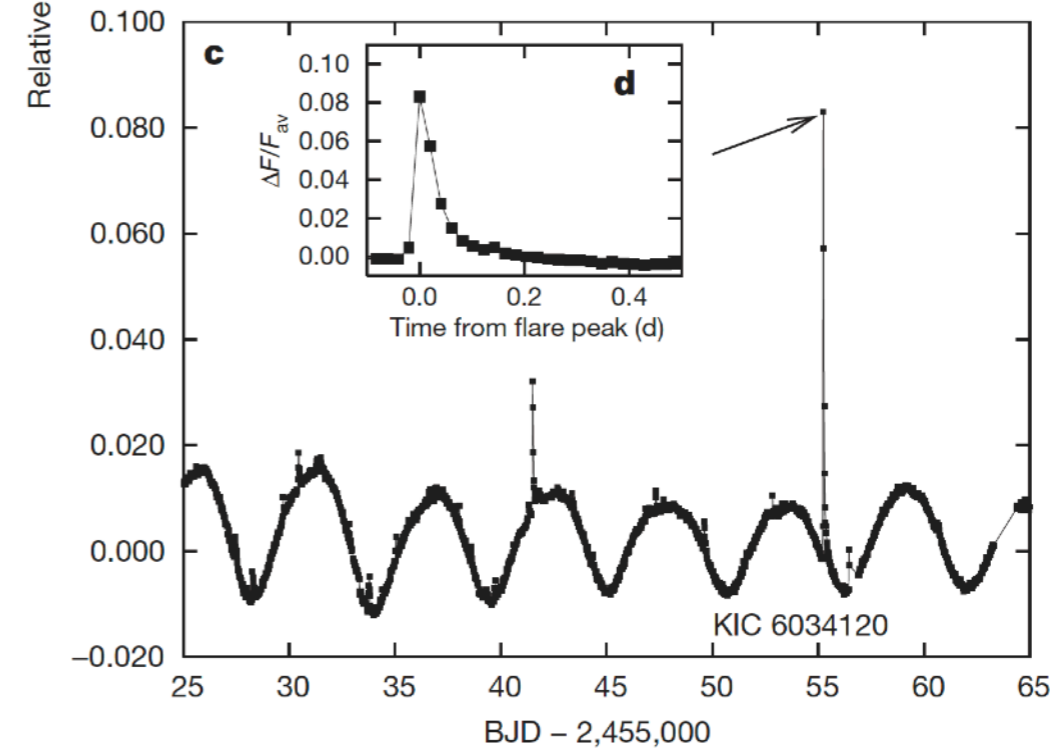 Relative
0.100
0.080
0.060
0.040
0.020
0.000
−0.020
c
d
0.10
0.08
0.06
0.04
0.02
0.00
ΔF/Fav
0.0 0.2 0.4
Time from flare peak (d)
KIC 6034120
25 30 35 40 45 50 55 60 65
BJD − 2,455,000